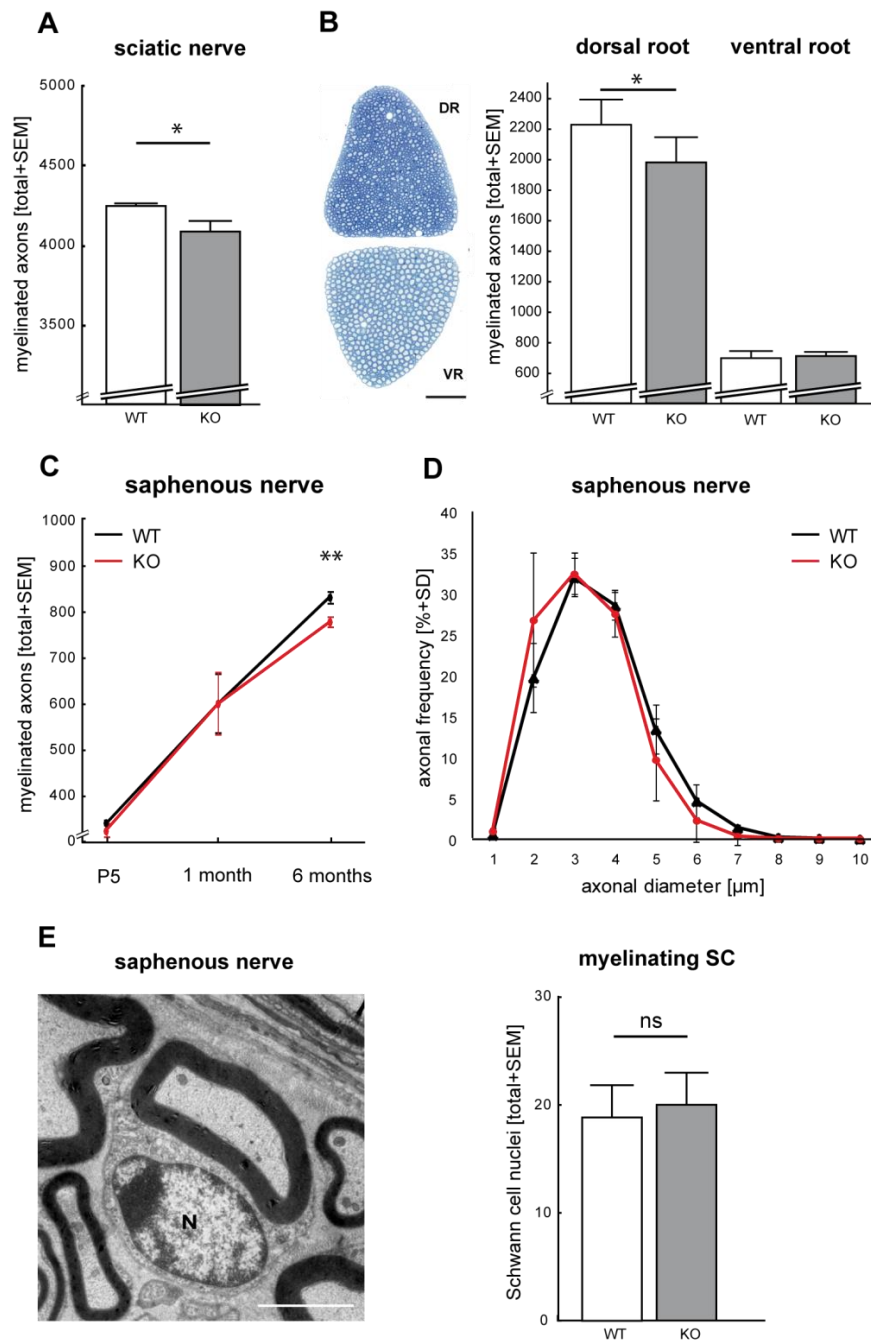 A
sciatic nerve
myelinated axons [total+SEM]
5000
4500
4000
3500
*
WT
KO
B
DR
VR
dorsal root
ventral root
myelinated axons [total+SEM]
2400
2200
2000
1800
1600
1400
1200
1000
800
600
*
WT
KO
WT
KO
C
saphenous nerve
myelinated axons [total+SEM]
1000
900
800
700
600
500
400
0
WT
KO
**
P5
1 month
6 months
D
saphenous nerve
axonal frequency [%+SD]
40
35
30
25
20
15
10
5
0
WT
KO
1 2 3 4 5 6 7 8 9 10
axonal diameter [µm]
E
saphenous nerve
N
myelinating SC
Schwann cell nuclei [total+SEM]
30
20
10
0
ns
WT
KO